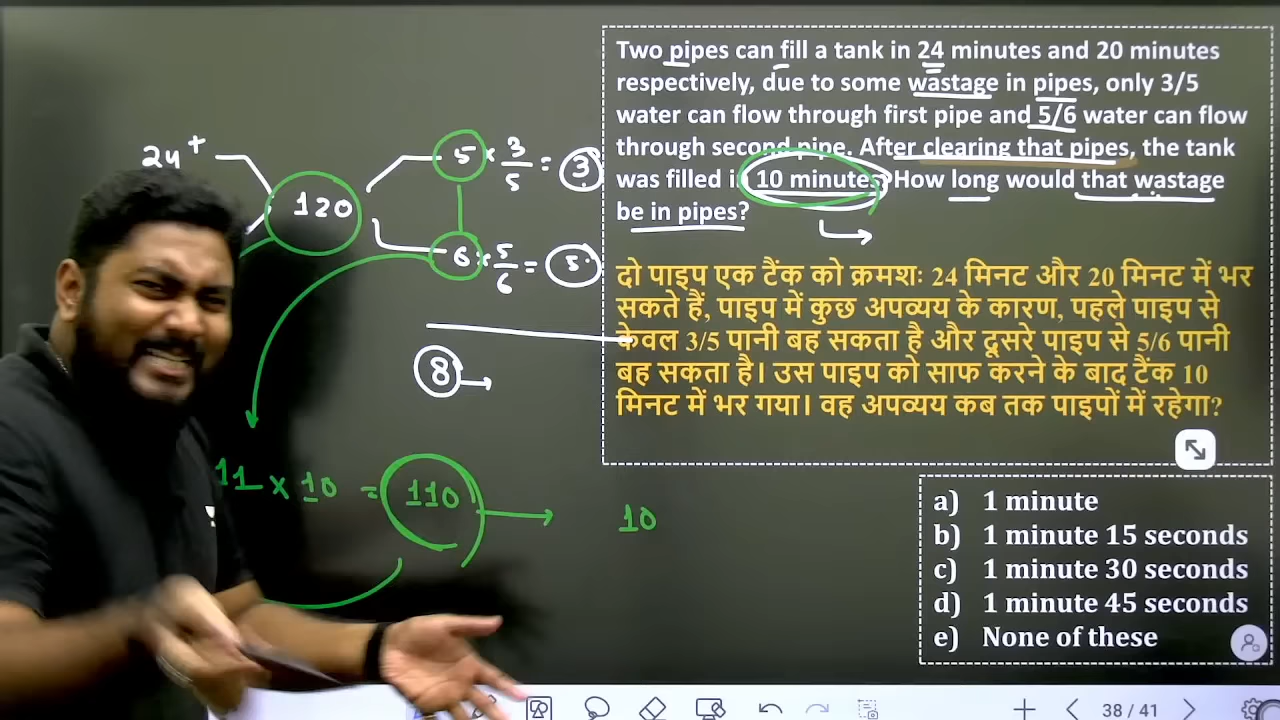 Two pipes can fill a tank in 24 minutes and 20 minutes
respectively, due to some wastage in pipes, only 3/5
water can flow through first pipe and 5/6 water can flow
through second pipe. After clearing that pipes, the tank
was filled i 10 minutes. How long would that wastage
be in pipes?
दो पाइप एक टैंक को क्रमशः 24 मिनट और 20 मिनट में भर
सकते हैं, पाइप में कुछ अपव्यय के कारण, पहले पाइप से
केवल 3/5 पानी बह सकता है और दूसरे पाइप से 5/6 पानी
बह सकता है। उस पाइप को साफ करने के बाद टैंक 10
मिनट में भर गया। वह अपव्यय कब तक पाइपों में रहेगा?
a) 1 minute
b) 1 minute 15 seconds
c) 1 minute 30 seconds
d) 1 minute 45 seconds
e) None of these
24+
120
5 × 3/5 = 3
6 × 5/6 = 5
8
11 × 10 = 110
10
38 / 41